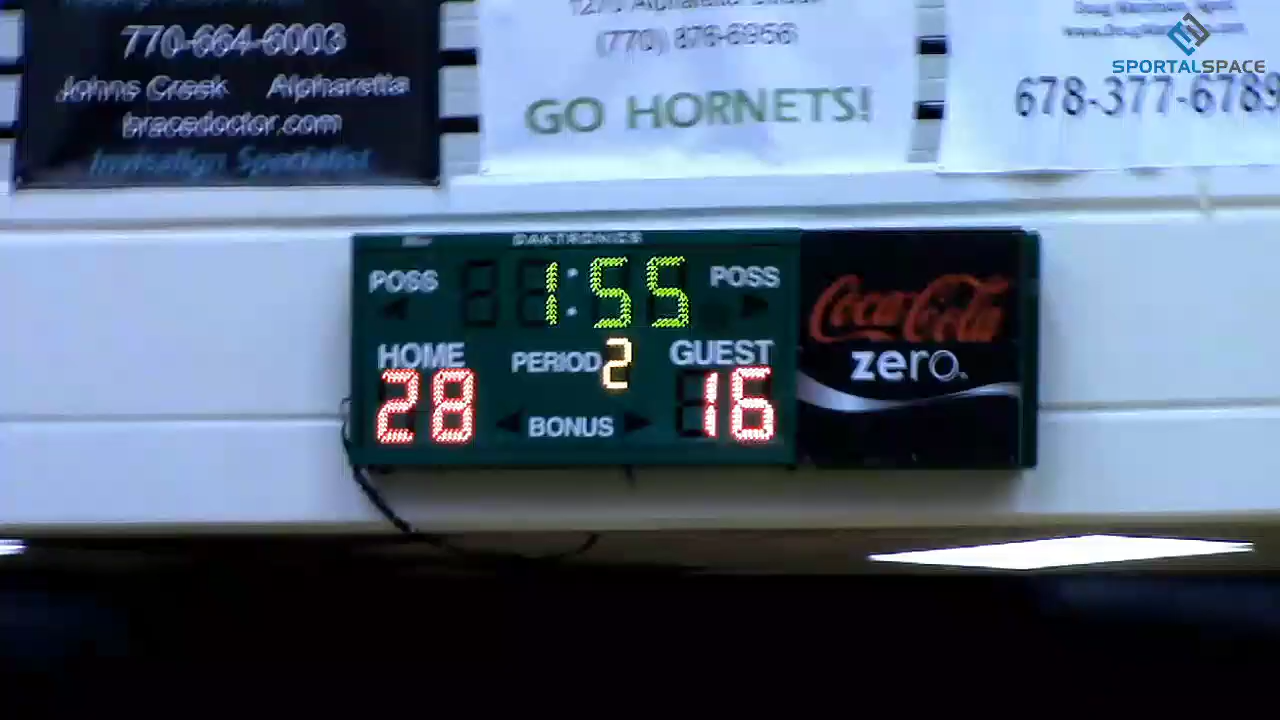 770-664-6003
Johns Creek Alpharetta
bracedoctor.com
Invisalign Specialist
(770) 876-6956
GO HORNETS!
678-377-6789
SPORTALSPACE
DAKTRONICS
POSS 1:55 POSS
HOME PERIOD 2 GUEST
28 BONUS 16
Coca-Cola
zero